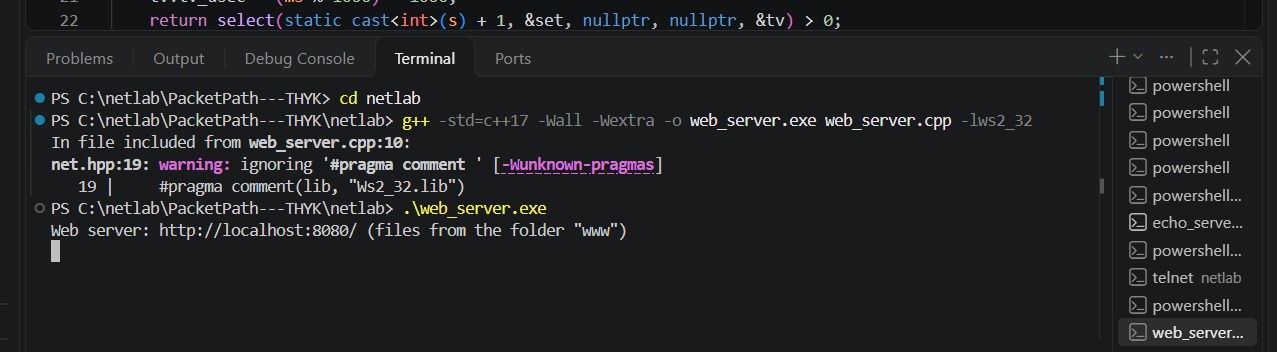 22 return select(static_cast<int>(s) + 1, &set, nullptr, nullptr, &tv) > 0;
Problems Output Debug Console Terminal Ports
PS C:\netlab\PacketPath---THYK> cd netlab
PS C:\netlab\PacketPath---THYK\netlab> g++ -std=c++17 -Wall -Wextra -o web_server.exe web_server.cpp -lws2_32
In file included from web_server.cpp:10:
net.hpp:19: warning: ignoring '#pragma comment ' [-Wunknown-pragmas]
19 | #pragma comment(lib, "Ws2_32.lib")
PS C:\netlab\PacketPath---THYK\netlab> .\web_server.exe
Web server: http://localhost:8080/ (files from the folder "www")
powershell
powershell
powershell
powershell
powershell...
echo_serve...
powershell...
telnet netlab
powershell...
web_server...